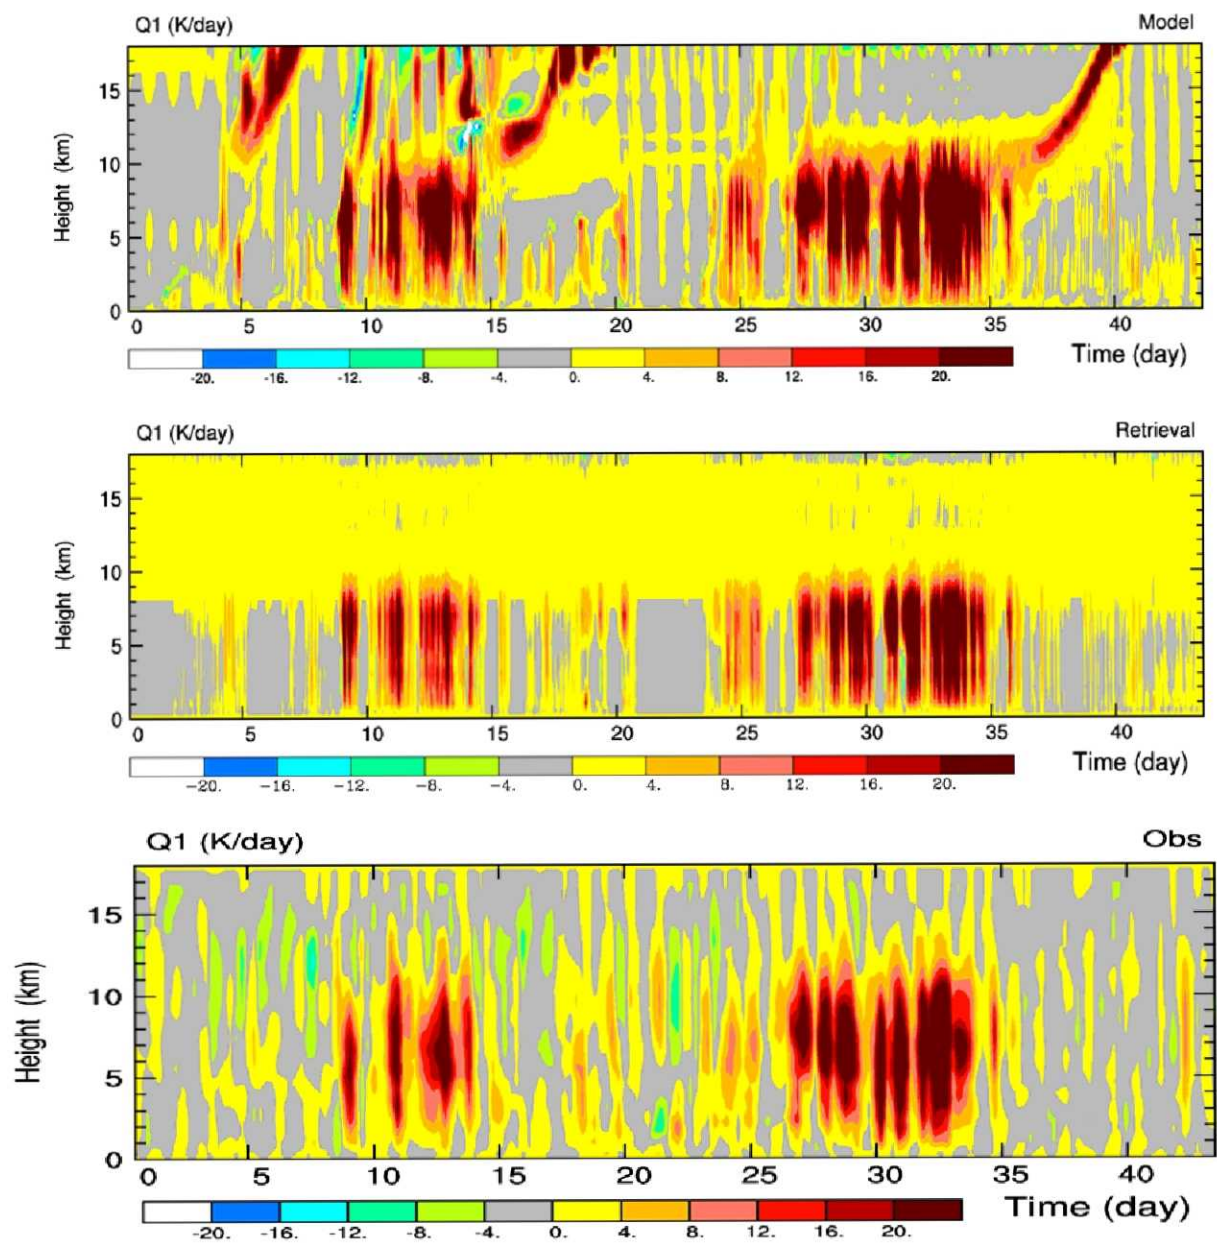 Q1 (K/day) Model
15
10
5
0
Height (km)
0 5 10 15 20 25 30 35 40
Time (day)
-20. -16. -12. -8. -4. 0. 4. 8. 12. 16. 20.
Q1 (K/day) Retrieval
15
10
5
0
Height (km)
0 5 10 15 20 25 30 35 40
Time (day)
-20. -16. -12. -8. -4. 0. 4. 8. 12. 16. 20.
Q1 (K/day) Obs
15
10
5
0
Height (km)
0 5 10 15 20 25 30 35 40
Time (day)
-20. -16. -12. -8. -4. 0. 4. 8. 12. 16. 20.